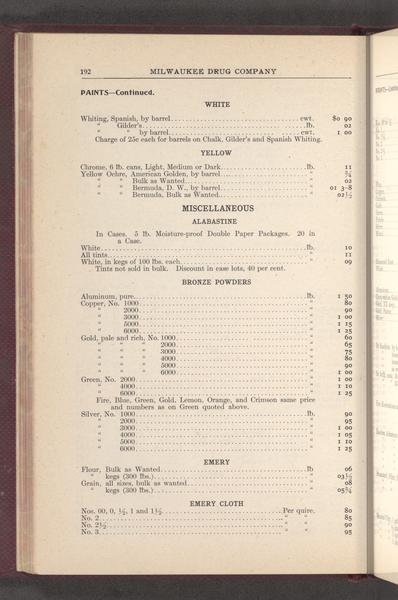 192 MILWAUKEE DRUG COMPANY
PAINTS—Continued.
WHITE
Whiting, Spanish, by barrel cwt. $0 90
" Gilder's lb. 02
" " by barrel cwt. 1 00
Charge of 25c each for barrels on Chalk, Gilder's and Spanish Whiting.
YELLOW
Chrome, 6 lb. cans, Light, Medium or Dark lb. 11
Yellow Ochre, American Golden, by barrel " ¾
" " Bulk as Wanted " 02
" " Bermuda, D. W., by barrel " 01 3-8
" " Bermuda, Bulk as Wanted " 02½
MISCELLANEOUS
ALABASTINE
In Cases. 5 lb. Moisture-proof Double Paper Packages. 20 in
a Case.
White lb. 10
All tints " 11
White, in kegs of 100 lbs. each " 09
Tints not sold in bulk. Discount in case lots, 40 per cent.
BRONZE POWDERS
Aluminum, pure lb. 1 50
Copper, No. 1000 " 80
" 2000 " 90
" 3000 " 1 00
" 5000 " 1 15
" 6000 " 1 25
Gold, pale and rich, No. 1000 " 60
" " " 2000 " 65
" " " 3000 " 75
" " " 4000 " 80
" " " 5000 " 90
" " " 6000 " 1 00
Green, No. 2000 " 1 00
" 4000 " 1 10
" 6000 " 1 25
Fire, Blue, Green, Gold, Lemon, Orange, and Crimson same price
and numbers as on Green quoted above.
Silver, No. 1000 lb. 90
" 2000 " 95
" 3000 " 1 00
" 4000 " 1 05
" 5000 " 1 10
" 6000 " 1 25
EMERY
Flour, Bulk as Wanted lb 06
" kegs (300 lbs.) " 03½
Grain, all sizes, bulk as wanted " 08
" kegs (300 lbs.) " 05¾
EMERY CLOTH
Nos. 00, 0, ½, 1 and 1½ Per quire. 80
No. 2 " " 85
No. 2½ " " 90
No. 3 " " 95